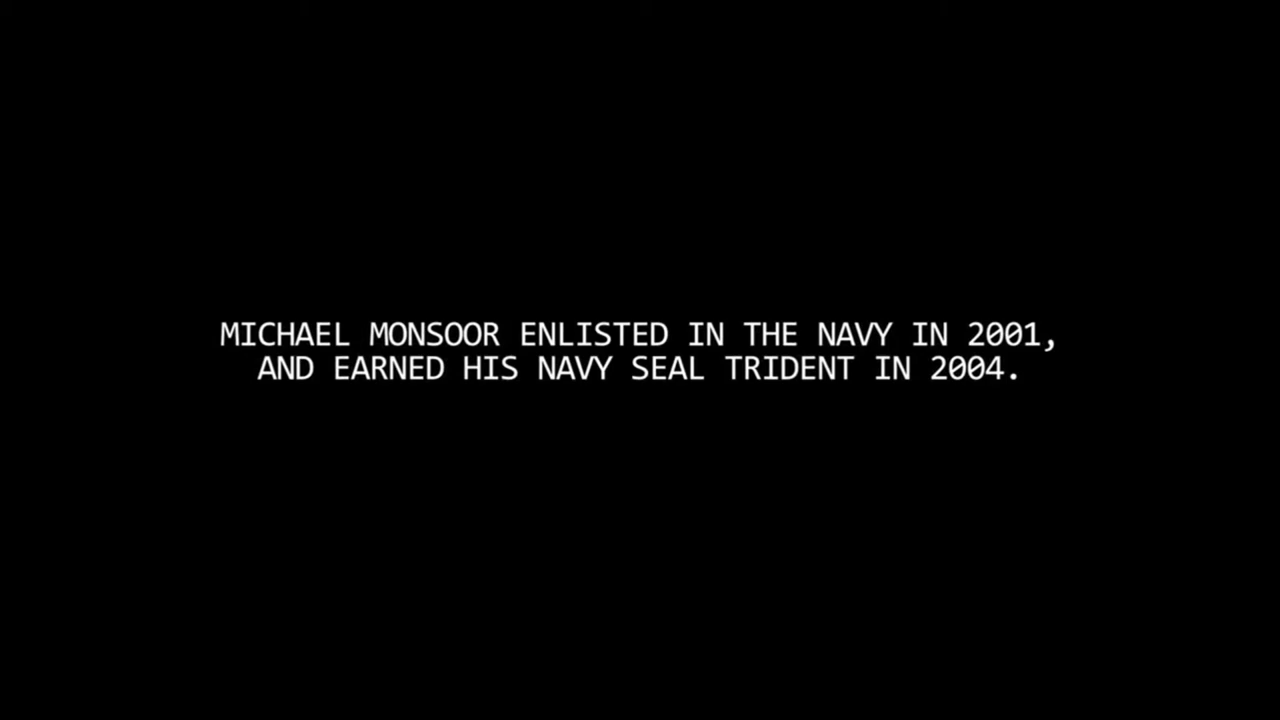 MICHAEL MONSOOR ENLISTED IN THE NAVY IN 2001,
AND EARNED HIS NAVY SEAL TRIDENT IN 2004.